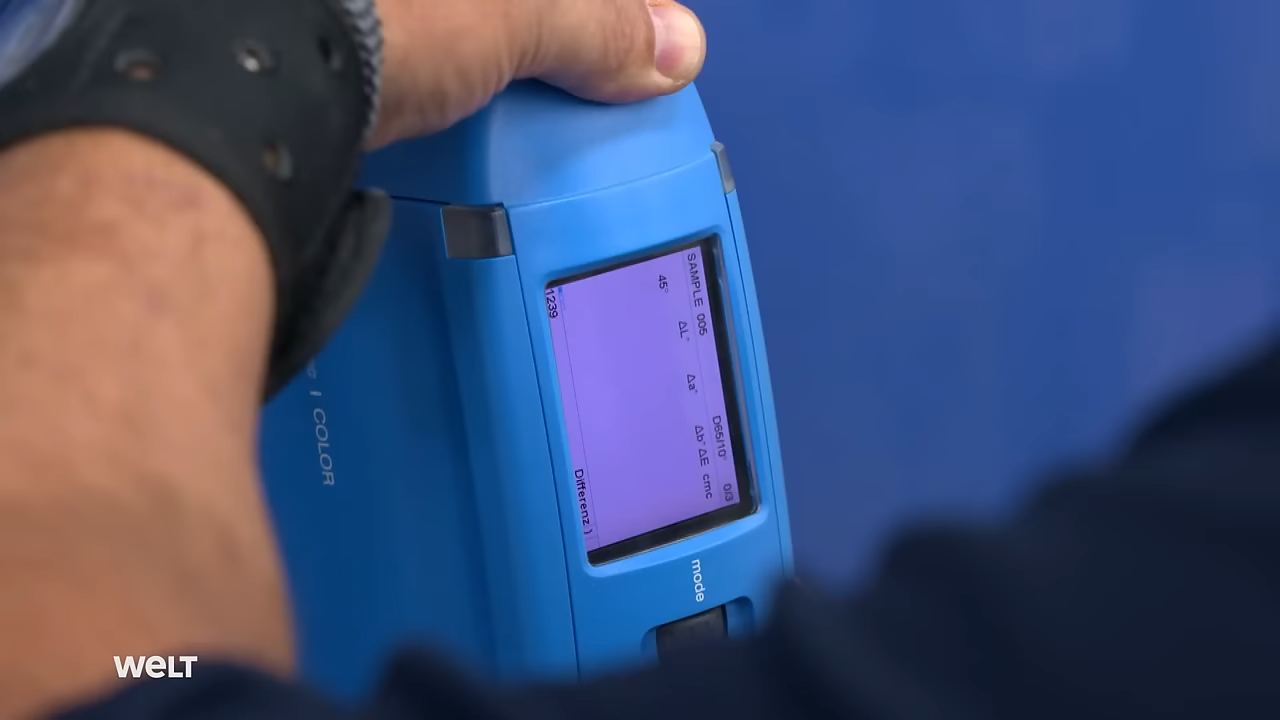 SAMPLE 005 D65/10° 0/3
45° ΔL* Δa* Δb* ΔE cmc
1239 Differenz )
mode
I COLOR
welt